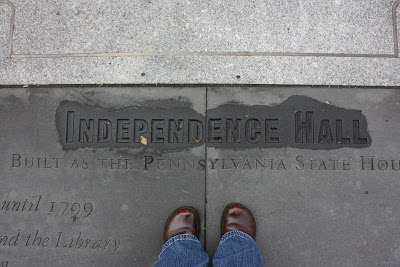 INDEPENDENCE HALL
BUILT AS THE PENNSYLVANIA STATE HOU
until 1799
nd the Library